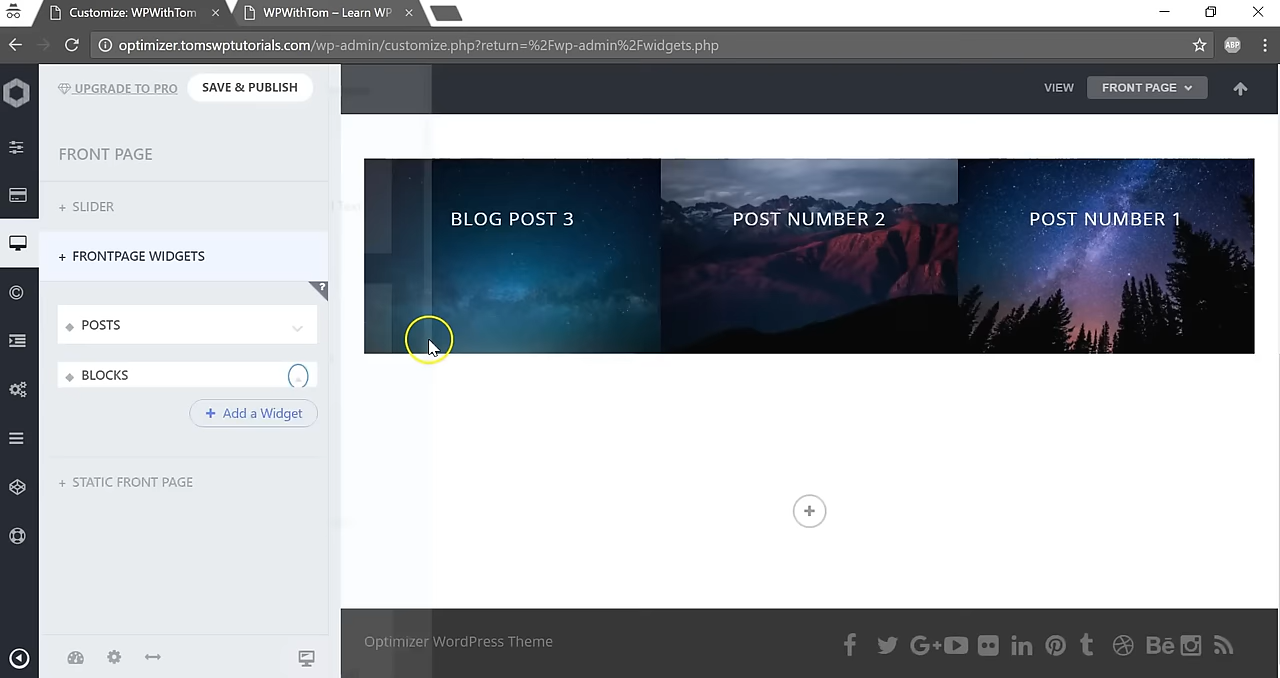 Customize: WPWithTom
WPWithTom – Learn WP
optimizer.tomswptutorials.com/wp-admin/customize.php?return=%2Fwp-admin%2Fwidgets.php
ABP
UPGRADE TO PRO
SAVE & PUBLISH
VIEW
FRONT PAGE
FRONT PAGE
+ SLIDER
+ FRONTPAGE WIDGETS
?
POSTS
BLOCKS
+ Add a Widget
+ STATIC FRONT PAGE
BLOG POST 3
POST NUMBER 2
POST NUMBER 1
+
Optimizer WordPress Theme